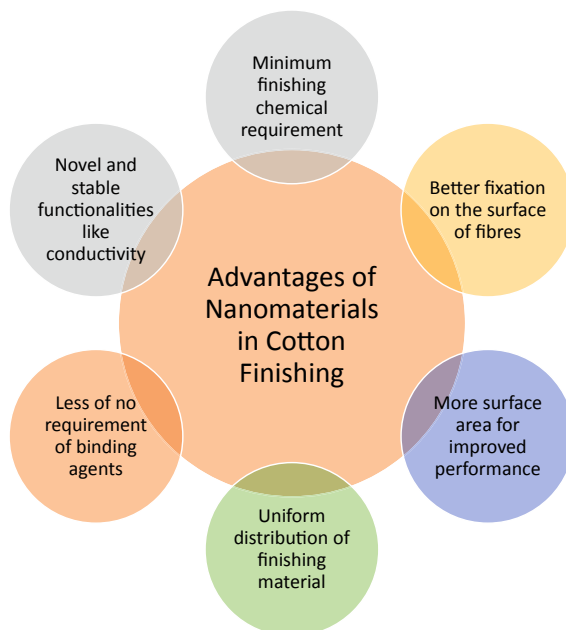 Minimum
finishing
chemical
requirement
Better fixation
on the surface
of fibres
More surface
area for
improved
performance
Uniform
distribution of
finishing
material
Less of no
requirement
of binding
agents
Novel and
stable
functionalities
like
conductivity
Advantages of
Nanomaterials
in Cotton
Finishing